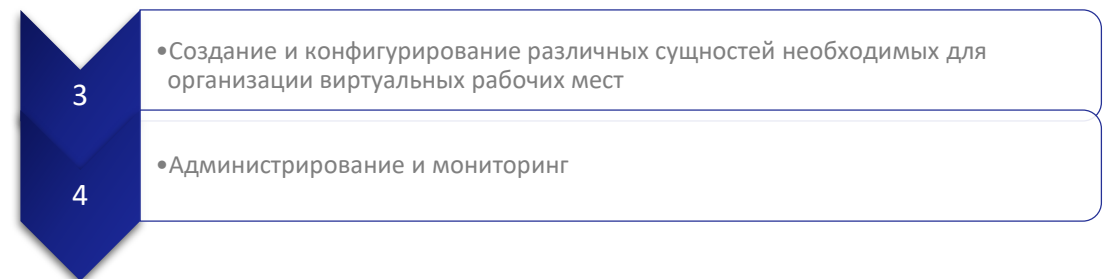 3
•Создание и конфигурирование различных сущностей необходимых для
организации виртуальных рабочих мест
4
•Администрирование и мониторинг